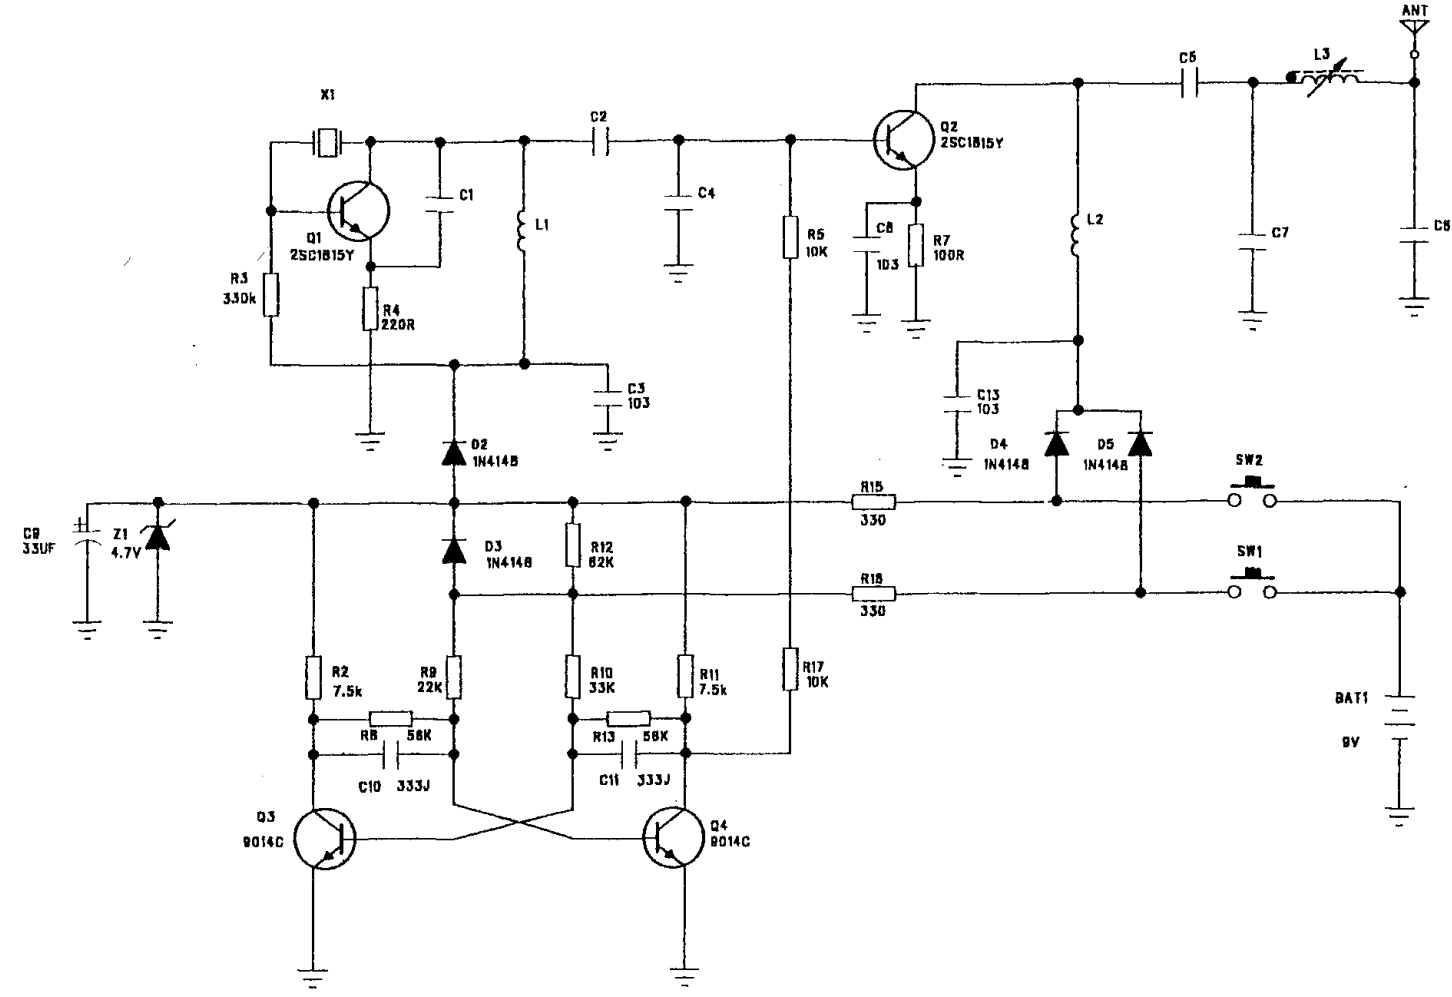 ANT
L3
C5
X1
C2
Q2
2SC1815Y
C1
C4
L1
Q1
2SC1815Y
R5
10K
C8
103
R7
100R
L2
C7
C6
R3
330k
R4
220R
C3
103
C13
103
D2
1N4148
D4
1N4148
D5
1N4148
SW2
R15
330
C9
33UF
Z1
4.7V
D3
1N4148
R12
82K
SW1
R16
330
R2
7.5k
R9
22K
R10
33K
R11
7.5k
R17
10K
BAT1
9V
R8
56K
R13
56K
C10
333J
C11
333J
Q3
9014C
Q4
9014C